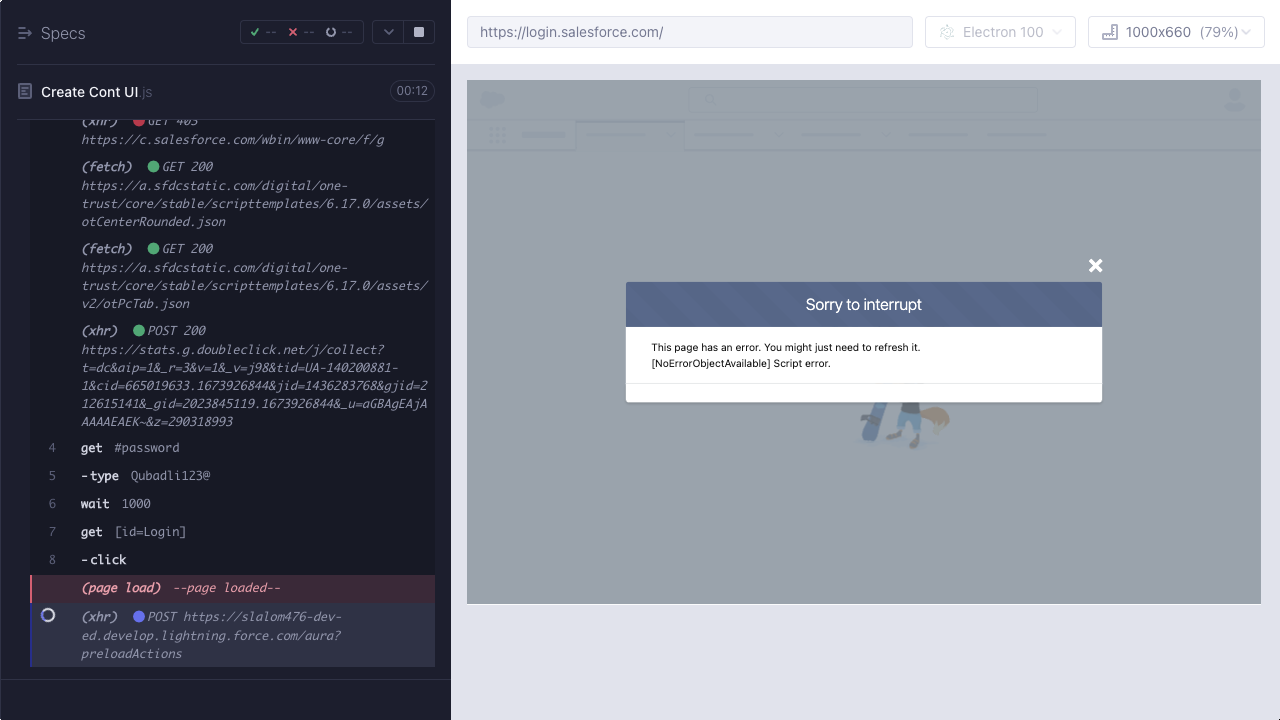 Specs
-- -- --
Create Cont UI.js
00:12
(xhr) GET 403
https://c.salesforce.com/wbin/www-core/f/g
(fetch) GET 200
https://a.sfdcstatic.com/digital/one-
trust/core/stable/scripttemplates/6.17.0/assets/
otCenterRounded.json
(fetch) GET 200
https://a.sfdcstatic.com/digital/one-
trust/core/stable/scripttemplates/6.17.0/assets/
v2/otPcTab.json
(xhr) POST 200
https://stats.g.doubleclick.net/j/collect?
t=dc&aip=1&_r=3&v=1&_v=j98&tid=UA-140200881-
1&cid=665019633.1673926844&jid=1436283768&gjid=2
12615141&_gid=2023845119.1673926844&_u=aGBAgEAjA
AAAAEAEK~&z=290318993
4 get #password
5 -type Qubadli123@
6 wait 1000
7 get [id=Login]
8 -click
(page load) --page loaded--
(xhr) POST https://slalom476-dev-
ed.develop.lightning.force.com/aura?
preloadActions
https://login.salesforce.com/
Electron 100
1000x660 (79%)
Sorry to interrupt
This page has an error. You might just need to refresh it.
[NoErrorObjectAvailable] Script error.